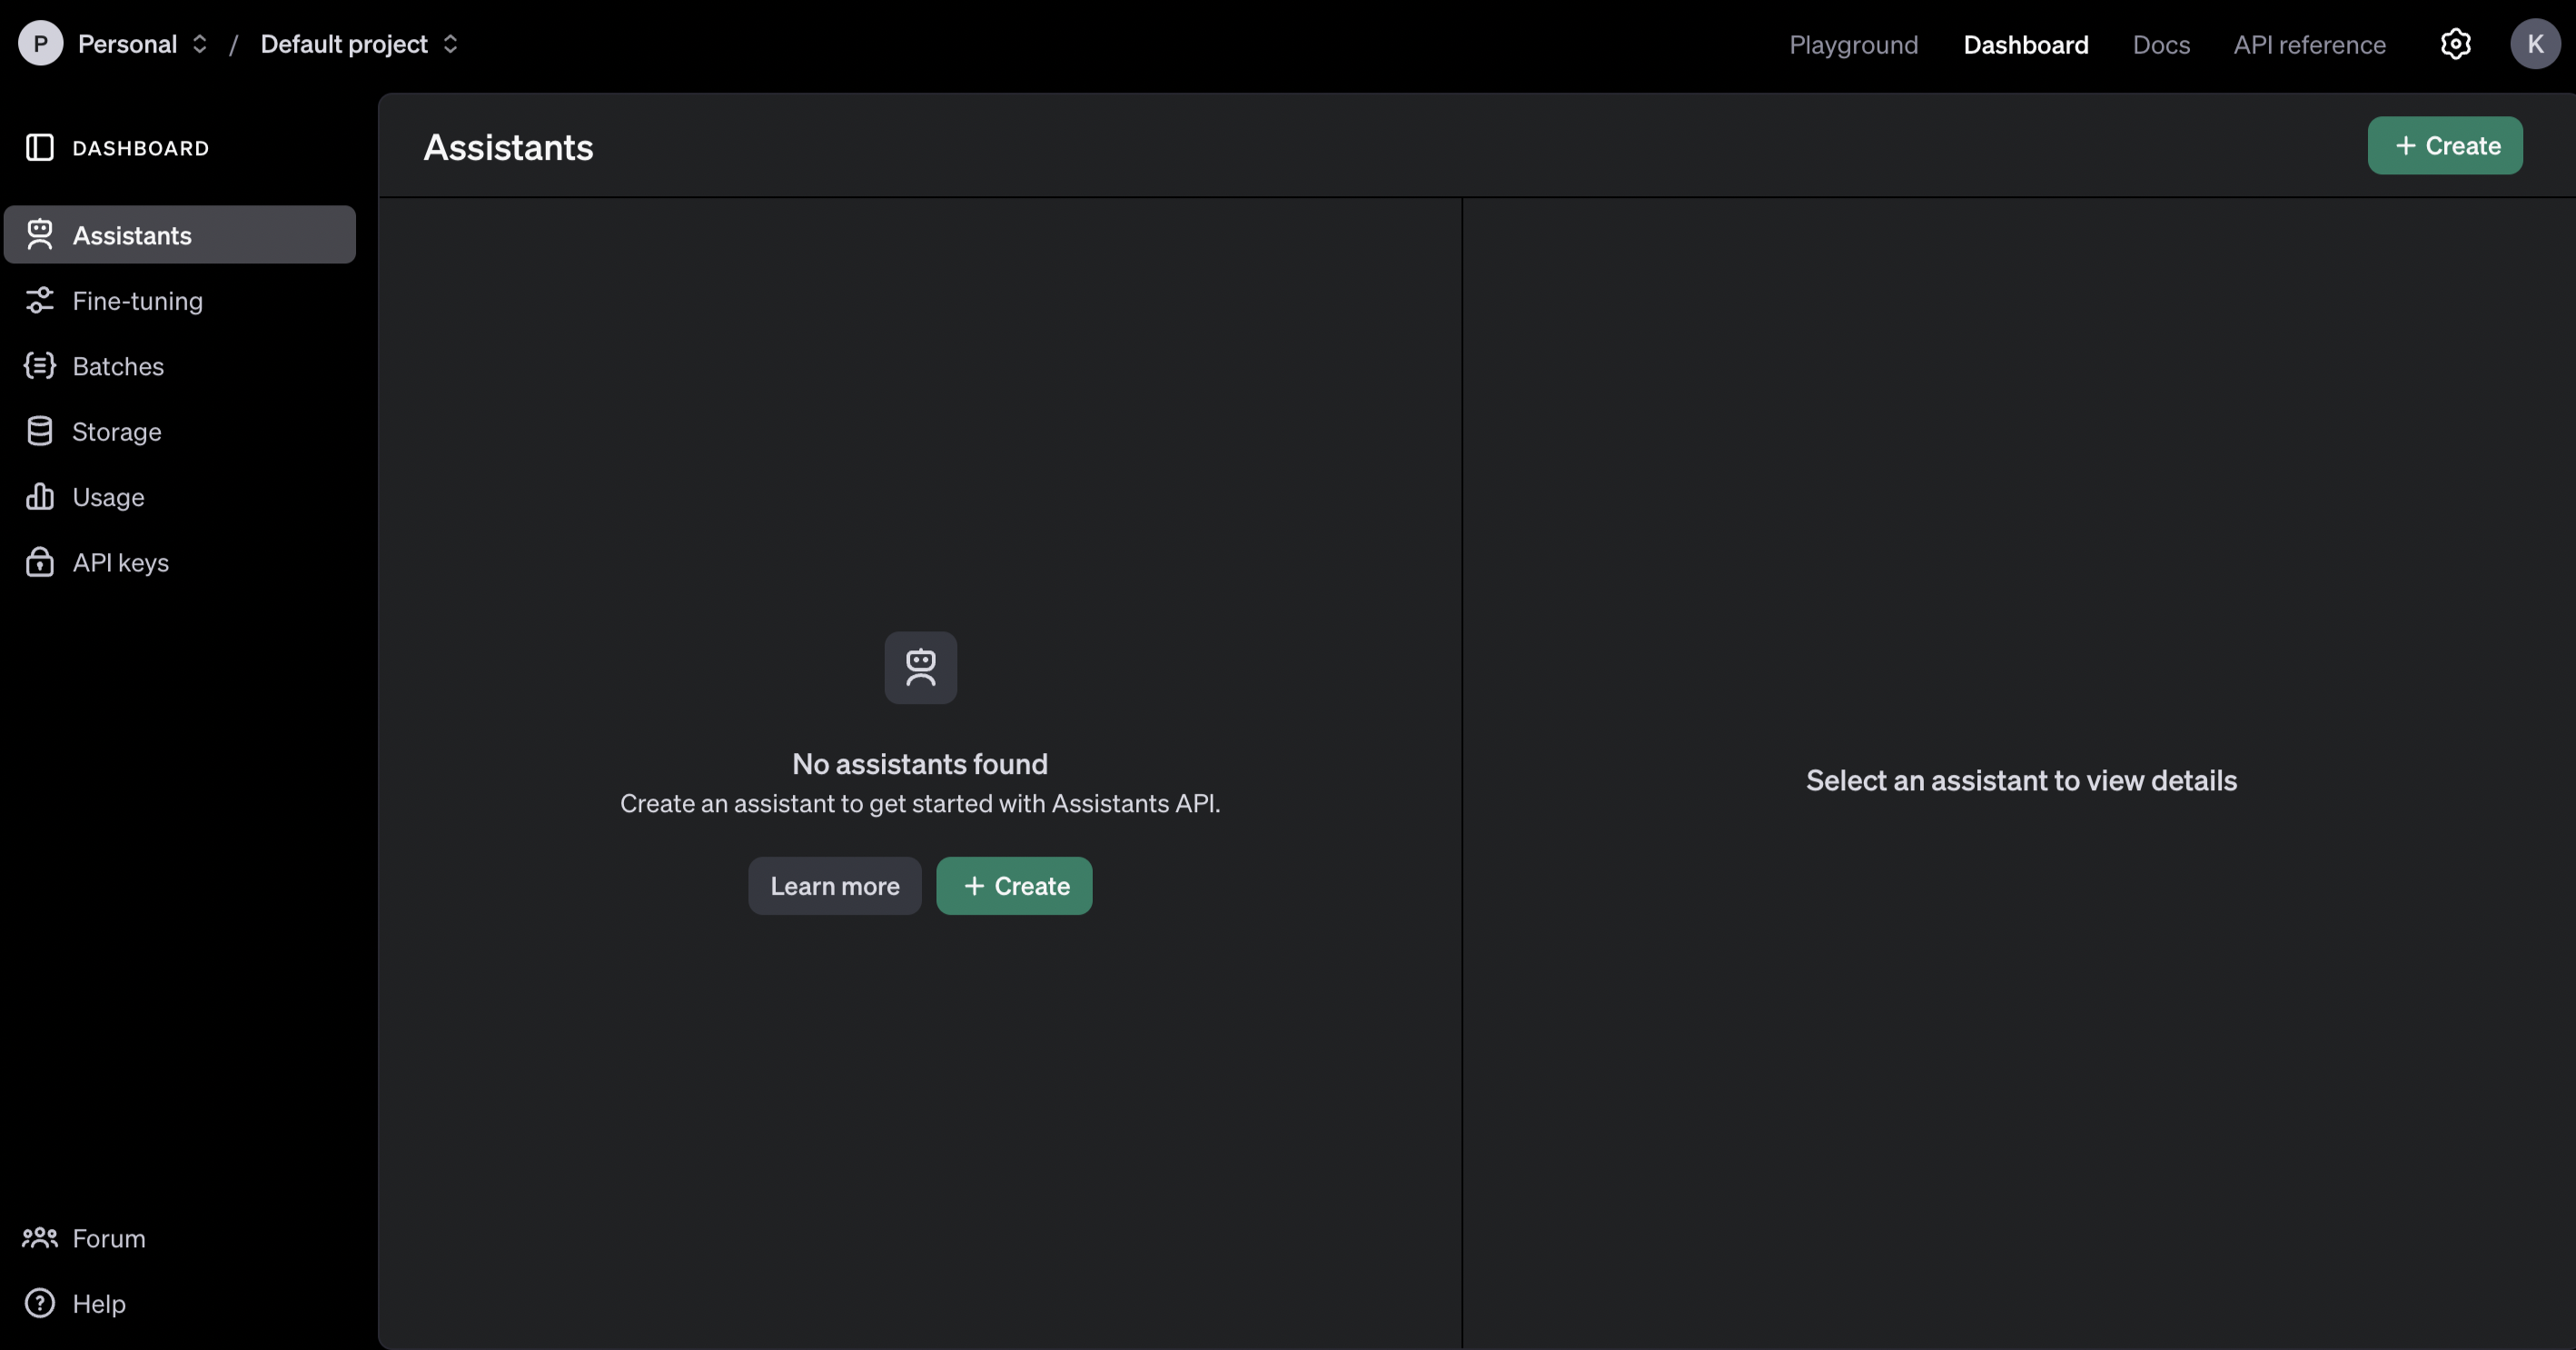 P Personal / Default project
Playground Dashboard Docs API reference K
DASHBOARD
Assistants
Fine-tuning
Batches
Storage
Usage
API keys
Forum
Help
Assistants
+ Create
No assistants found
Create an assistant to get started with Assistants API.
Learn more + Create
Select an assistant to view details